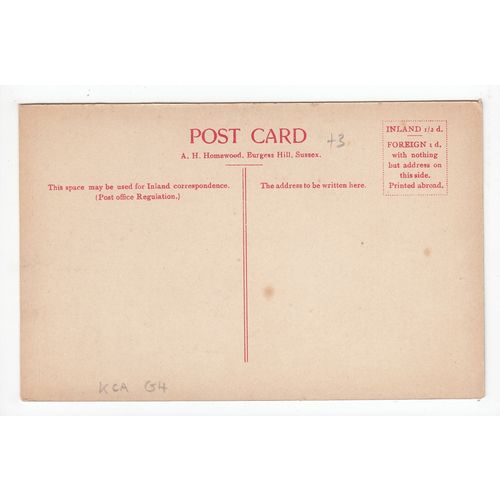 POST CARD
A. H. Homewood, Burgess Hill, Sussex.
+3
INLAND 1/2 d.
FOREIGN 1 d.
with nothing
but address on
this side.
Printed abroad.
This space may be used for Inland correspondence.
(Post office Regulation.)
The address to be written here.
KCA G4